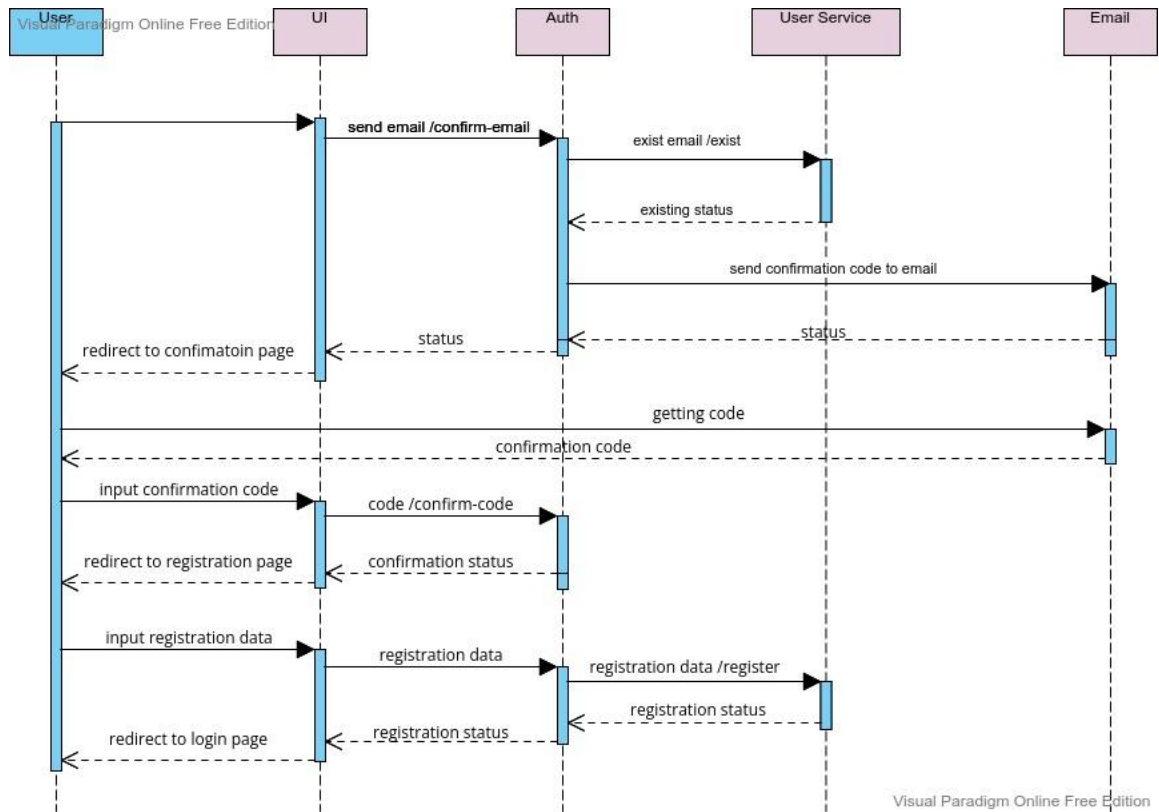 Visual Paradigm Online Free Edition
User
UI
Auth
User Service
Email
send email /confirm-email
exist email /exist
existing status
send confirmation code to email
status
status
redirect to confimatoin page
getting code
confirmation code
input confirmation code
code /confirm-code
redirect to registration page
confirmation status
input registration data
registration data
registration data /register
registration status
registration status
redirect to login page
Visual Paradigm Online Free Edition